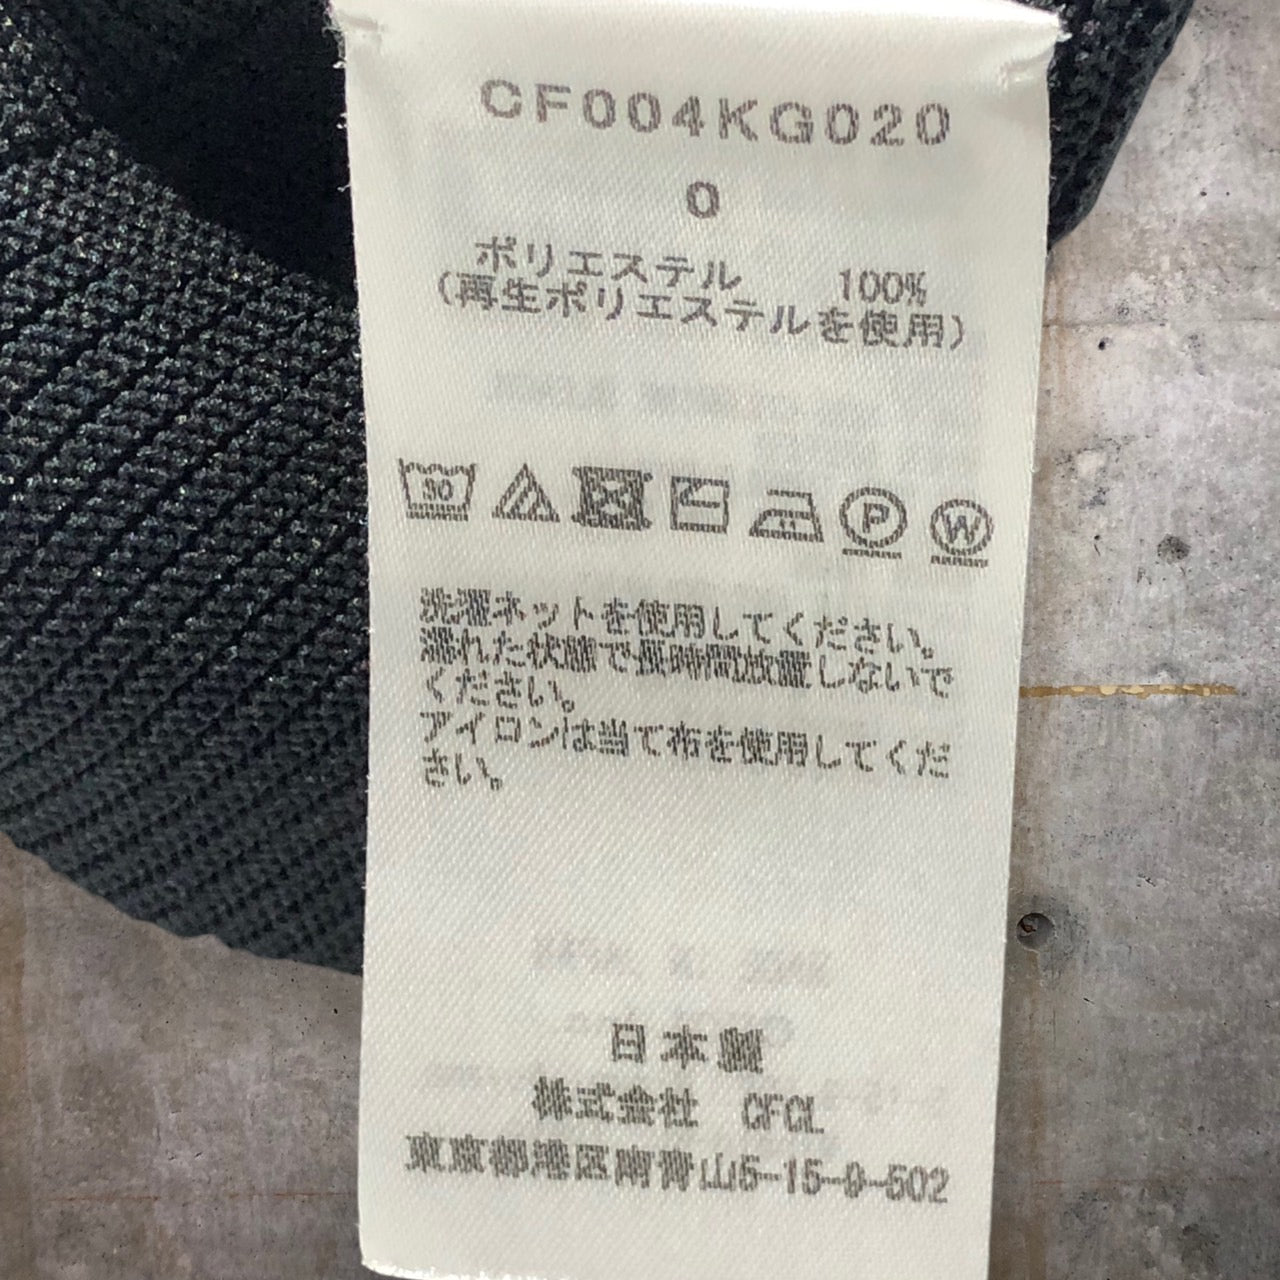 CF004KG020
0
ポリエステル 100%
(再生ポリエステルを使用)
30
P
W
洗濯ネットを使用してください。
濡れた状態で長時間放置しないで
ください。
アイロンは当て布を使用してくだ
さい。
日本製
株式会社 CFCL
東京都港区南青山5-15-9-502